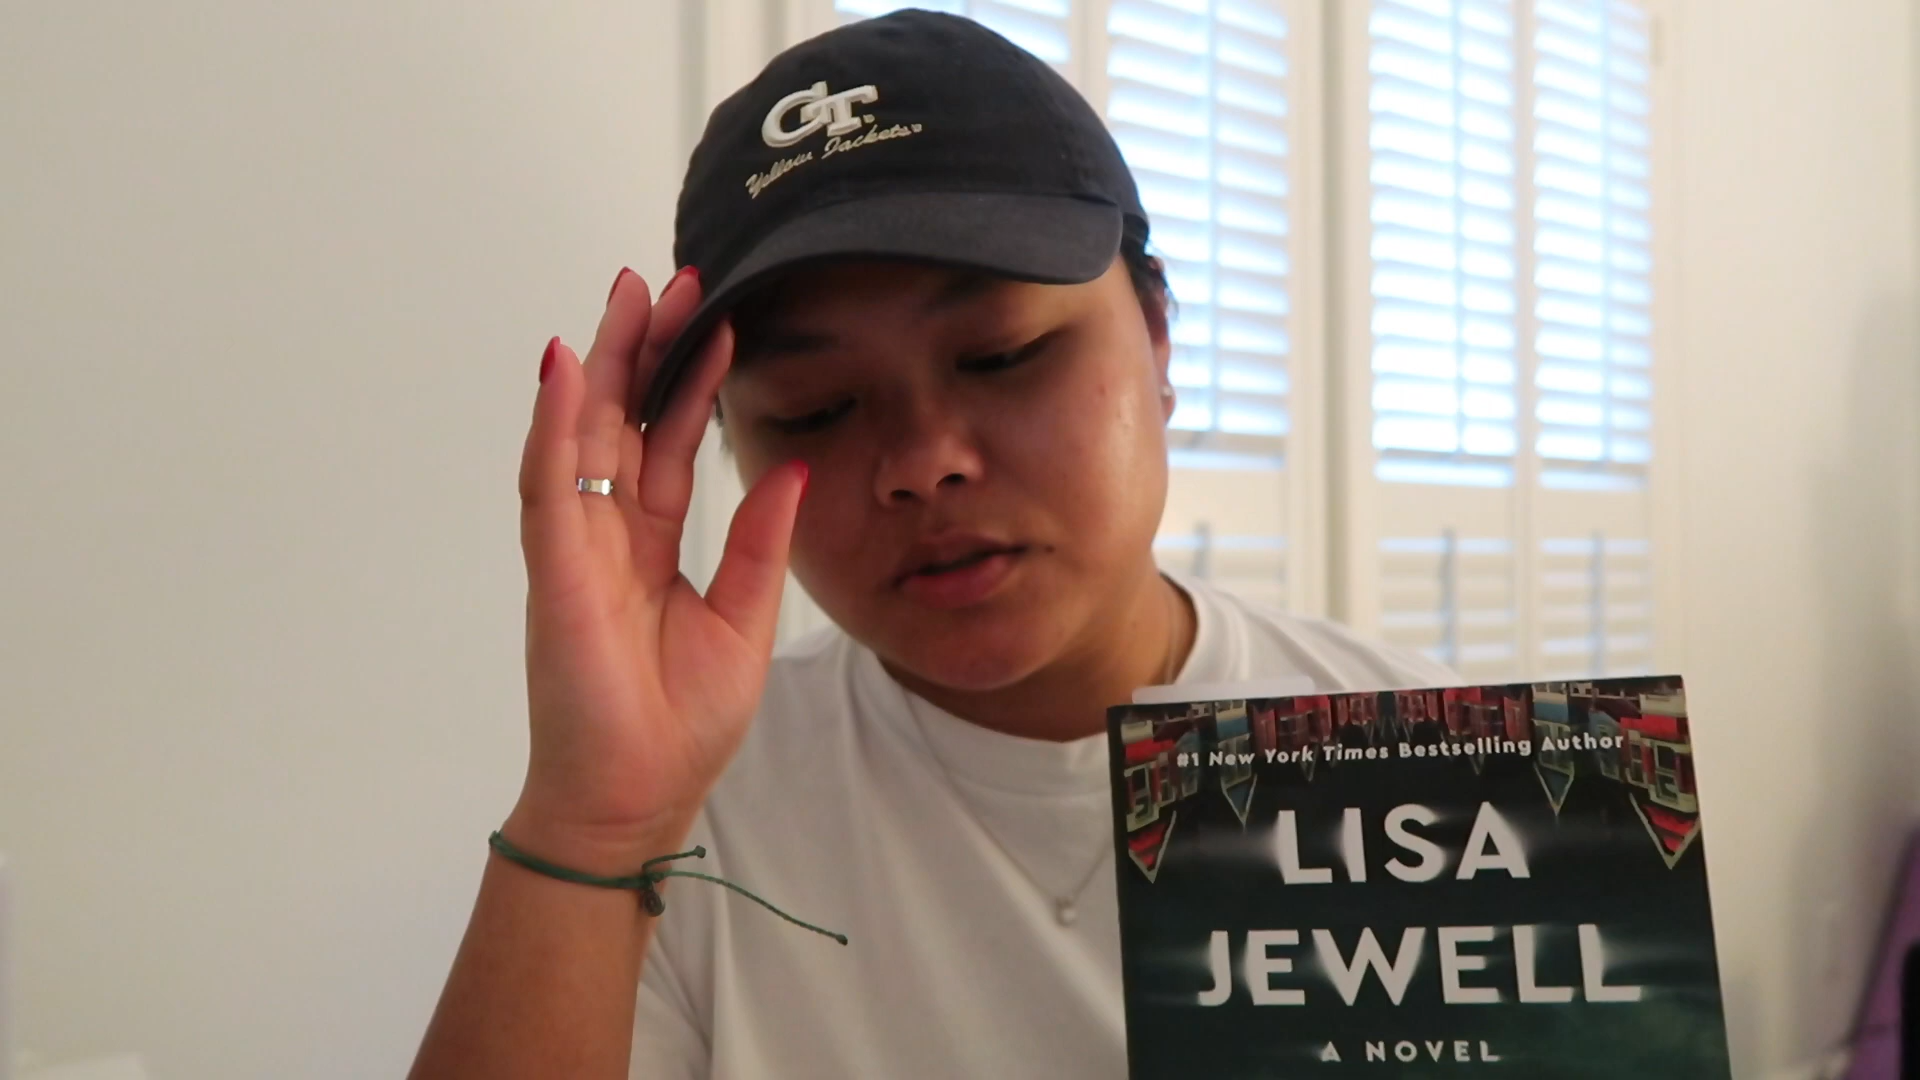 GT
Yellow Jackets
#1 New York Times Bestselling Author
LISA
JEWELL
A NOVEL